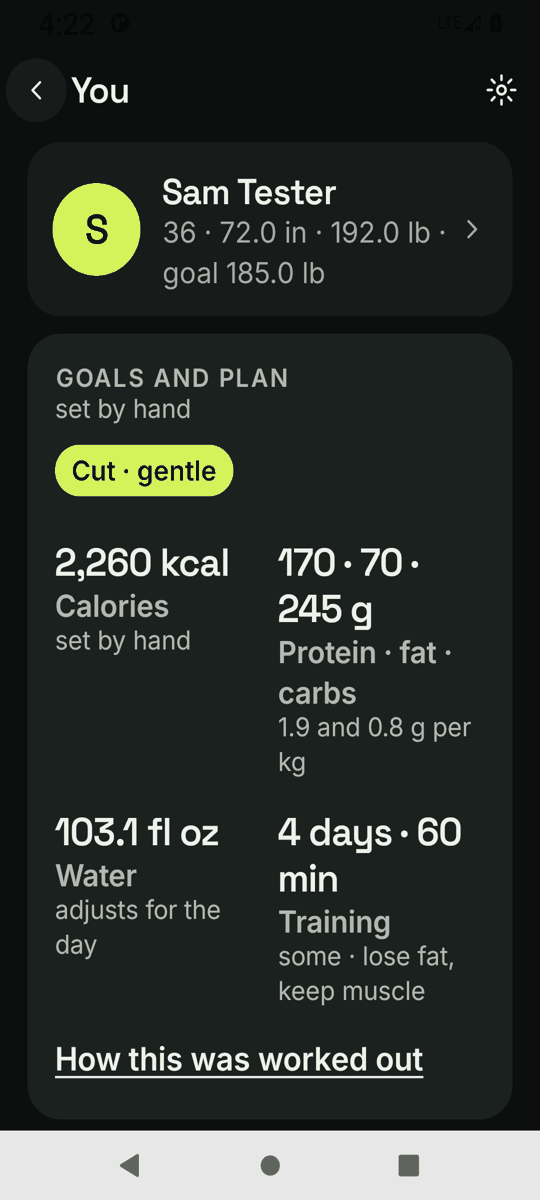 4:22
LTE
You
S
Sam Tester
36 · 72.0 in · 192.0 lb ·
goal 185.0 lb
GOALS AND PLAN
set by hand
Cut · gentle
2,260 kcal
Calories
set by hand
170 · 70 ·
245 g
Protein · fat ·
carbs
1.9 and 0.8 g per
kg
103.1 fl oz
Water
adjusts for the
day
4 days · 60
min
Training
some · lose fat,
keep muscle
How this was worked out